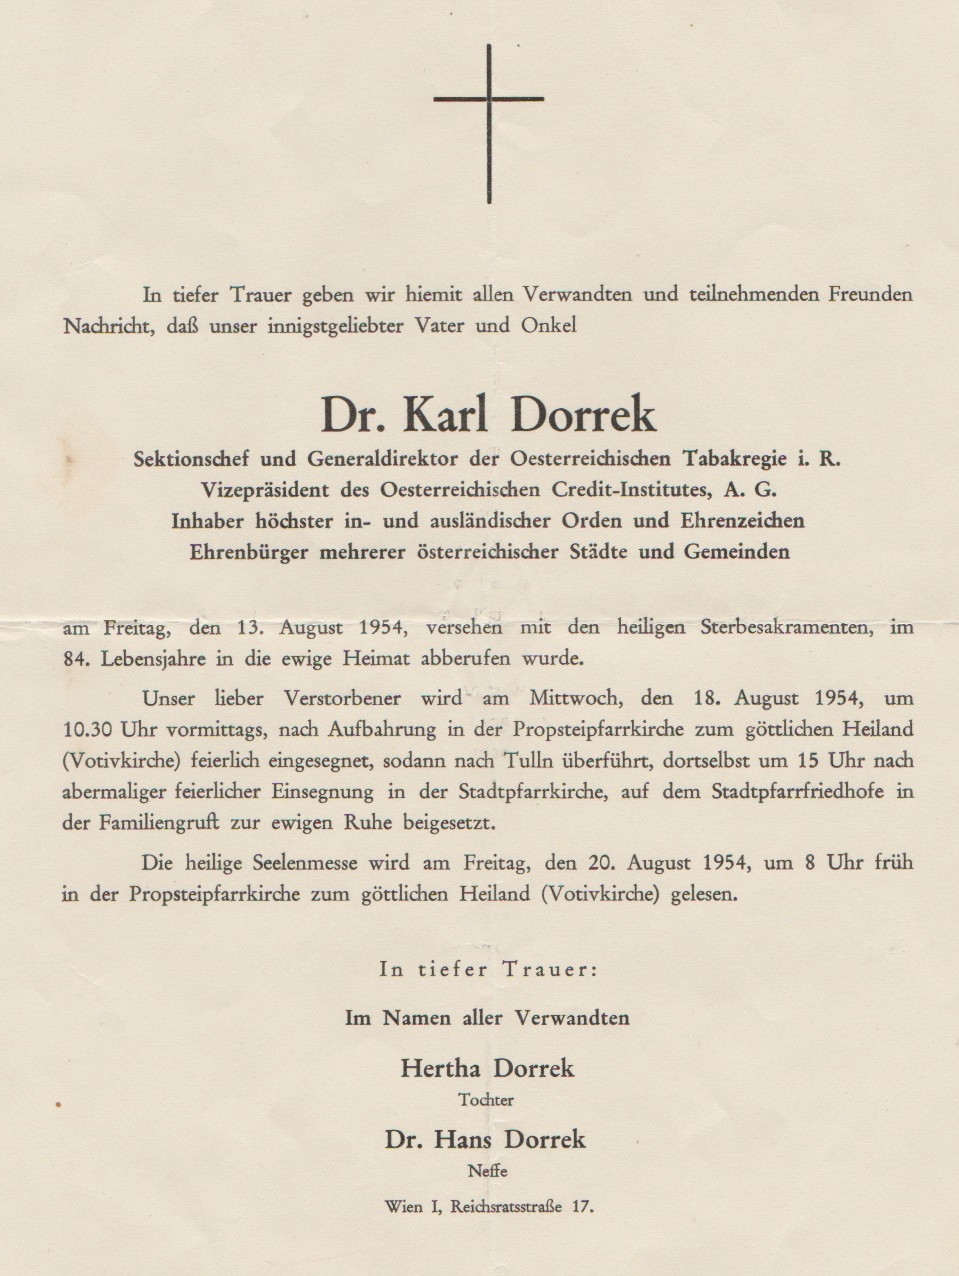 In tiefer Trauer geben wir hiemit allen Verwandten und teilnehmenden Freunden
Nachricht, daß unser innigstgeliebter Vater und Onkel
Dr. Karl Dorrek
Sektionschef und Generaldirektor der Oesterreichischen Tabakregie i. R.
Vizepräsident des Oesterreichischen Credit-Institutes, A. G.
Inhaber höchster in- und ausländischer Orden und Ehrenzeichen
Ehrenbürger mehrerer österreichischer Städte und Gemeinden
am Freitag, den 13. August 1954, versehen mit den heiligen Sterbesakramenten, im
84. Lebensjahre in die ewige Heimat abberufen wurde.
Unser lieber Verstorbener wird am Mittwoch, den 18. August 1954, um
10.30 Uhr vormittags, nach Aufbahrung in der Propsteipfarrkirche zum göttlichen Heiland
(Votivkirche) feierlich eingesegnet, sodann nach Tulln überführt, dortselbst um 15 Uhr nach
abermaliger feierlicher Einsegnung in der Stadtpfarrkirche, auf dem Stadtpfarrfriedhofe in
der Familiengruft zur ewigen Ruhe beigesetzt.
Die heilige Seelenmesse wird am Freitag, den 20. August 1954, um 8 Uhr früh
in der Propsteipfarrkirche zum göttlichen Heiland (Votivkirche) gelesen.
In tiefer Trauer:
Im Namen aller Verwandten
Hertha Dorrek
Tochter
Dr. Hans Dorrek
Neffe
Wien I, Reichsratsstraße 17.